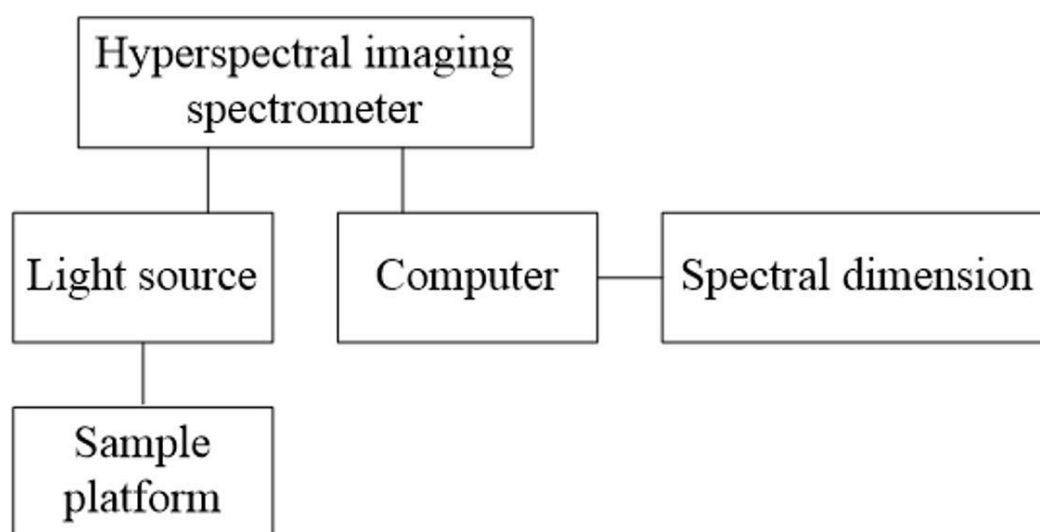 Hyperspectral imaging
spectrometer
Light source
Computer
Spectral dimension
Sample
platform